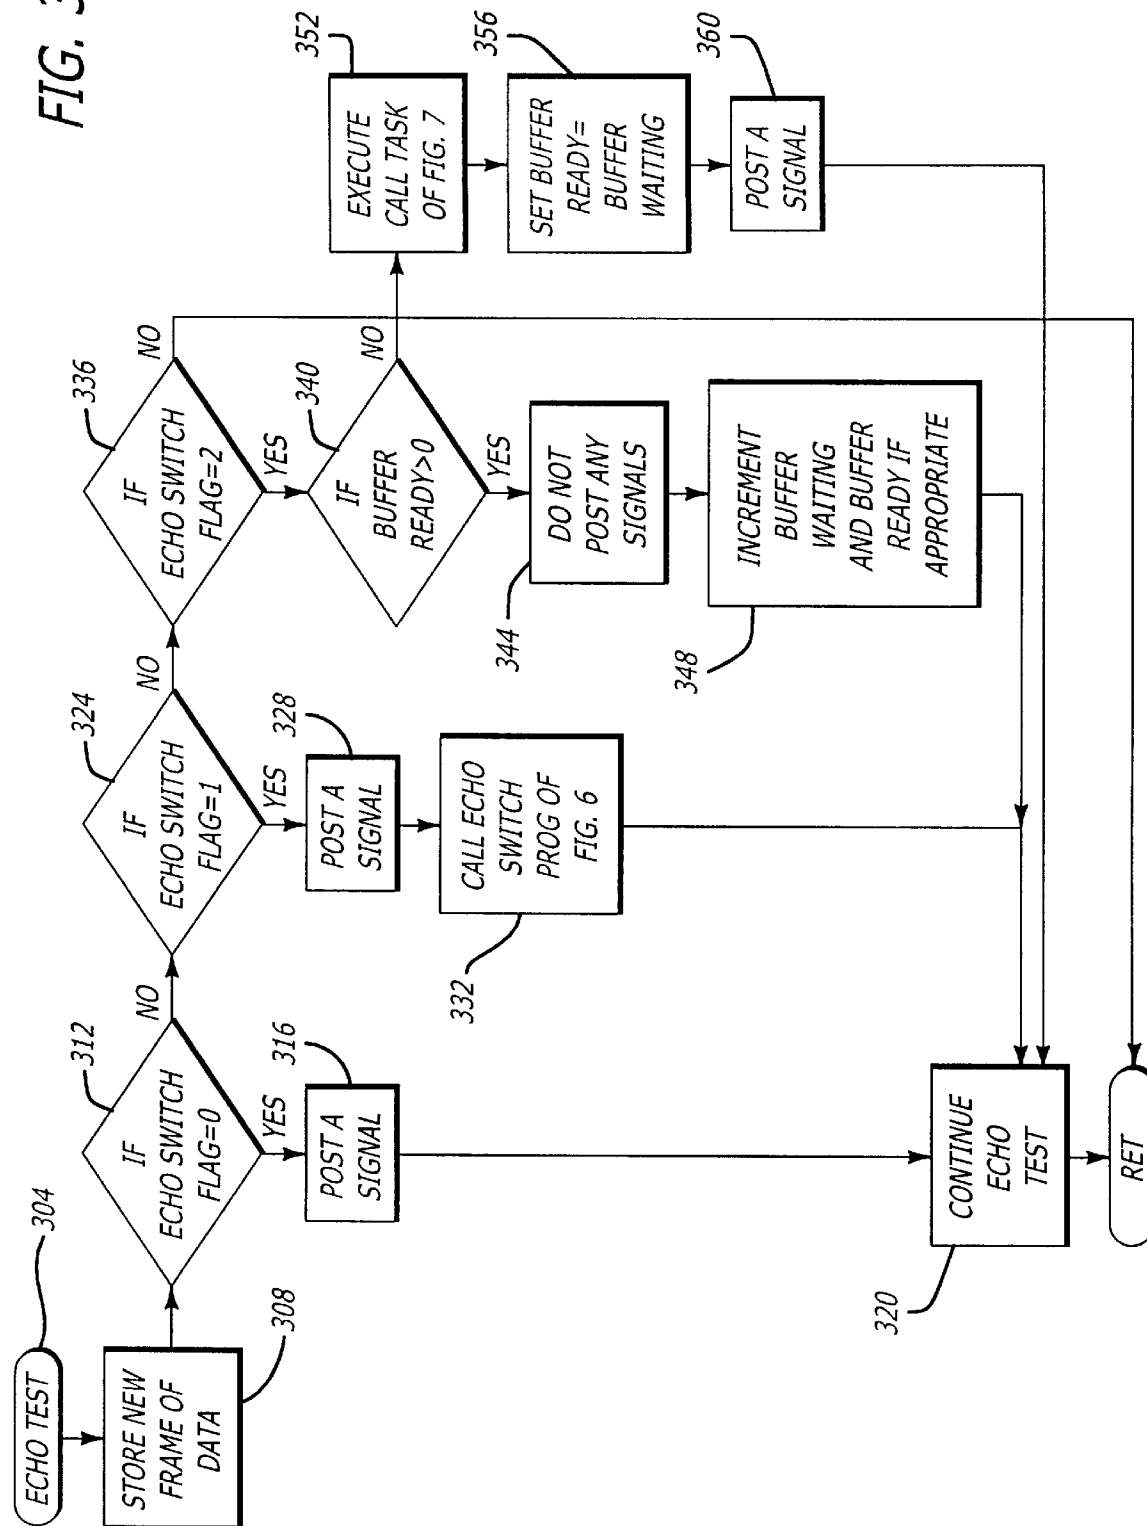 FIG. 3
ECHO TEST
304
STORE NEW
FRAME OF
DATA
308
IF
ECHO SWITCH
FLAG=0
312
NO
YES
POST A
SIGNAL
316
IF
ECHO SWITCH
FLAG=1
324
NO
YES
POST A
SIGNAL
328
CALL ECHO
SWITCH
PROG OF
FIG. 6
332
IF
ECHO SWITCH
FLAG=2
336
NO
YES
IF
BUFFER
READY>0
340
NO
YES
DO NOT
POST ANY
SIGNALS
344
INCREMENT
BUFFER
WAITING
AND BUFFER
READY IF
APPROPRIATE
348
EXECUTE
CALL TASK
OF FIG. 7
352
SET BUFFER
READY=
BUFFER
WAITING
356
POST A
SIGNAL
360
CONTINUE
ECHO
TEST
320
RET